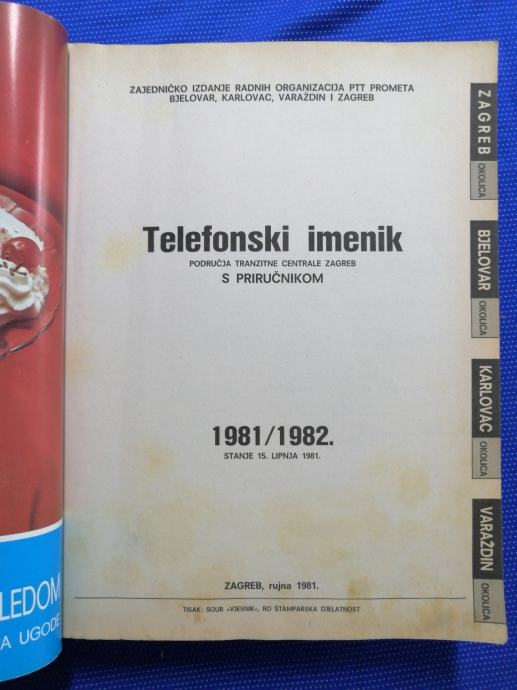 ZAJEDNIČKO IZDANJE RADNIH ORGANIZACIJA PTT PROMETA
BJELOVAR, KARLOVAC, VARAŽDIN I ZAGREB
Telefonski imenik
PODRUČJA TRANZITNE CENTRALE ZAGREB
S PRIRUČNIKOM
1981/1982.
STANJE 15. LIPNJA 1981.
ZAGREB, rujna 1981.
TISAK: SOUR »VJESNIK«, RO ŠTAMPARSKA DJELATNOST
ZAGREB
OKOLICA
BJELOVAR
OKOLICA
KARLOVAC
OKOLICA
VARAŽDIN
OKOLICA
LEDOM
A UGODE